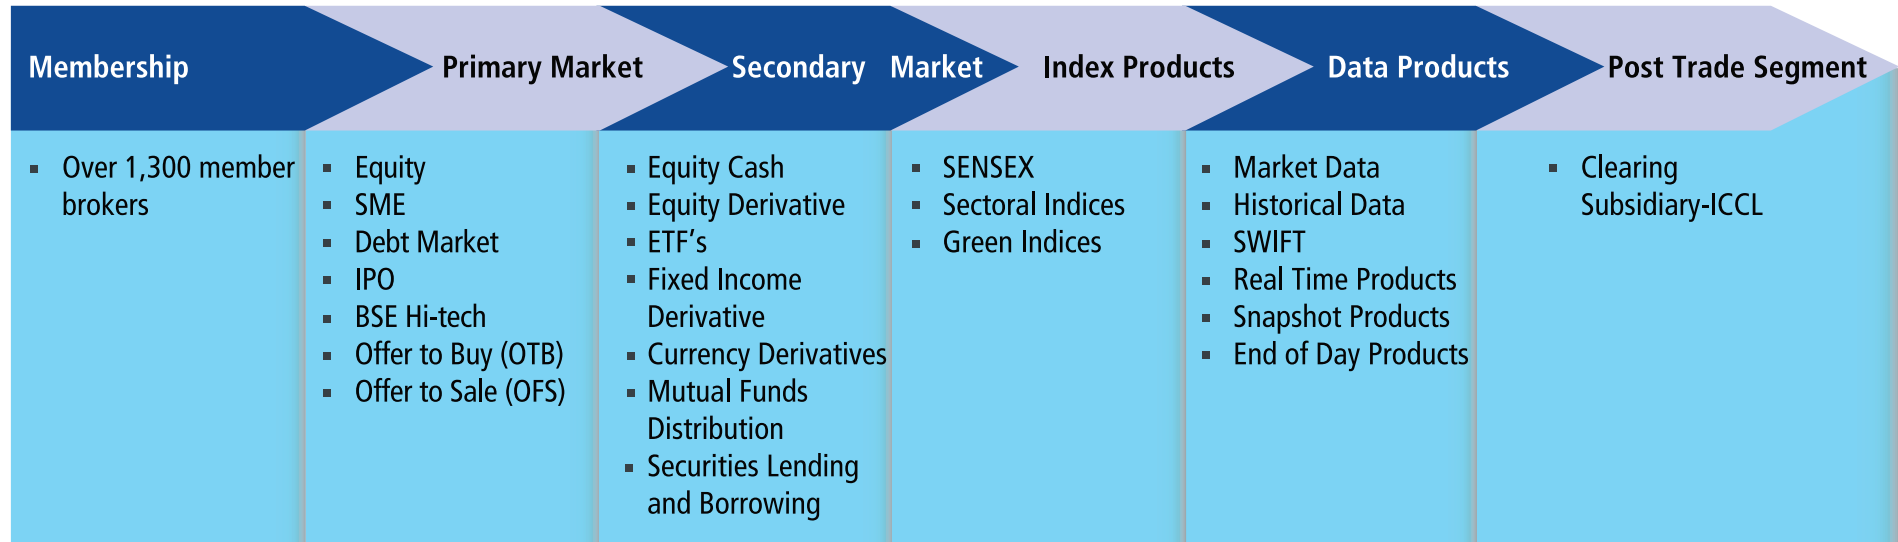 Membership
Primary Market
Secondary Market
Index Products
Data Products
Post Trade Segment
Over 1,300 member
brokers
Equity
SME
Debt Market
IPO
BSE Hi-tech
Offer to Buy (OTB)
Offer to Sale (OFS)
Equity Cash
Equity Derivative
ETF's
Fixed Income
Derivative
Currency Derivatives
Mutual Funds
Distribution
Securities Lending
and Borrowing
SENSEX
Sectoral Indices
Green Indices
Market Data
Historical Data
SWIFT
Real Time Products
Snapshot Products
End of Day Products
Clearing
Subsidiary-ICCL